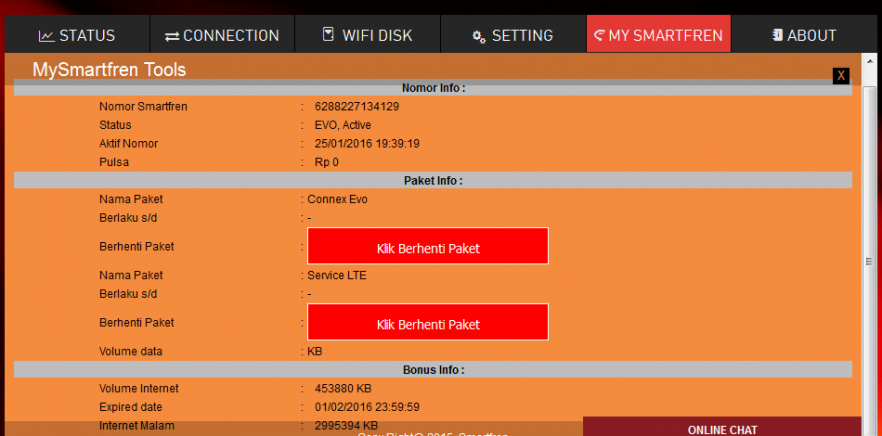 STATUS CONNECTION WIFI DISK SETTING MY SMARTFREN ABOUT
MySmartfren Tools X
Nomor Info :
Nomor Smartfren : 6288227134129
Status : EVO, Active
Aktif Nomor : 25/01/2016 19:39:19
Pulsa : Rp 0
Paket Info :
Nama Paket : Connex Evo
Berlaku s/d : -
Berhenti Paket : Klik Berhenti Paket
Nama Paket : Service LTE
Berlaku s/d : -
Berhenti Paket : Klik Berhenti Paket
Volume data : KB
Bonus Info :
Volume Internet : 453880 KB
Expired date : 01/02/2016 23:59:59
Internet Malam : 2995394 KB
Copy Right© 2015. Smartfren
ONLINE CHAT